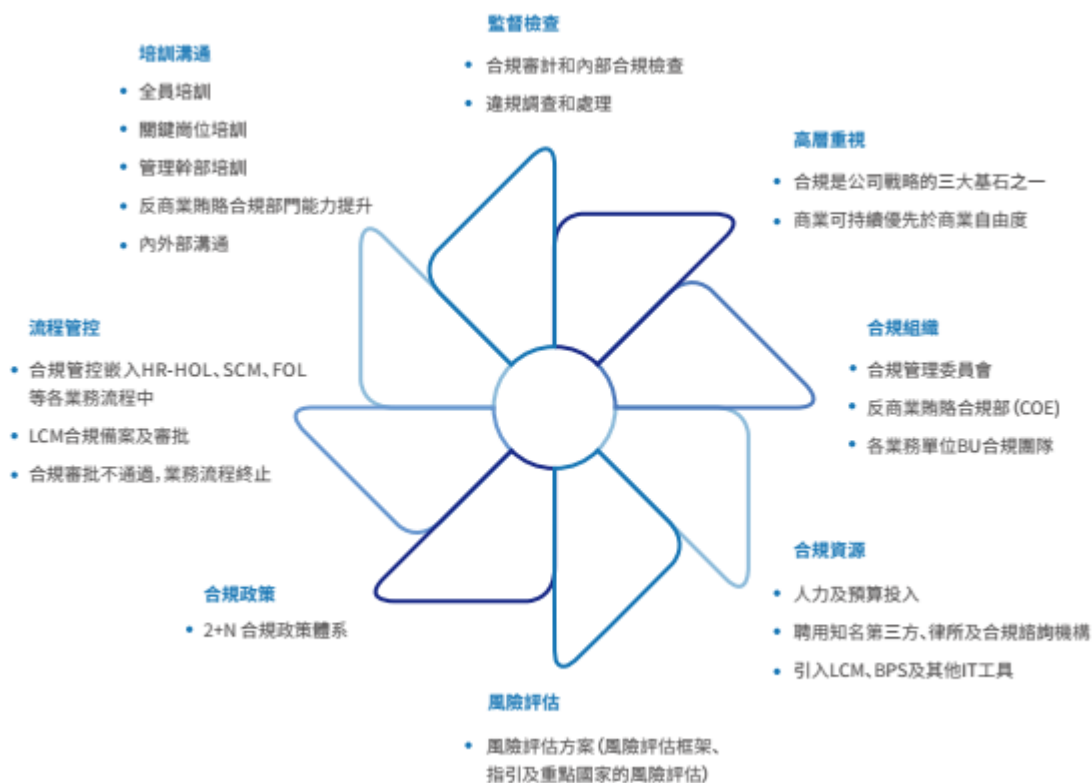 監督檢查
• 合規審計和內部合規檢查
• 違規調查和處理
高層重視
• 合規是公司戰略的三大基石之一
• 商業可持續優先於商業自由度
合規組織
• 合規管理委員會
• 反商業賄賂合規部(COE)
• 各業務單位BU合規團隊
合規資源
• 人力及預算投入
• 聘用知名第三方、律所及合規諮詢機構
• 引入LCM、BPS及其他IT工具
風險評估
• 風險評估方案(風險評估框架、
指引及重點國家的風險評估)
合規政策
• 2+N 合規政策體系
流程管控
• 合規管控嵌入HR-HOL、SCM、FOL
等各業務流程中
• LCM合規備案及審批
• 合規審批不通過,業務流程終止
培訓溝通
• 全員培訓
• 關鍵崗位培訓
• 管理幹部培訓
• 反商業賄賂合規部門能力提升
• 內外部溝通